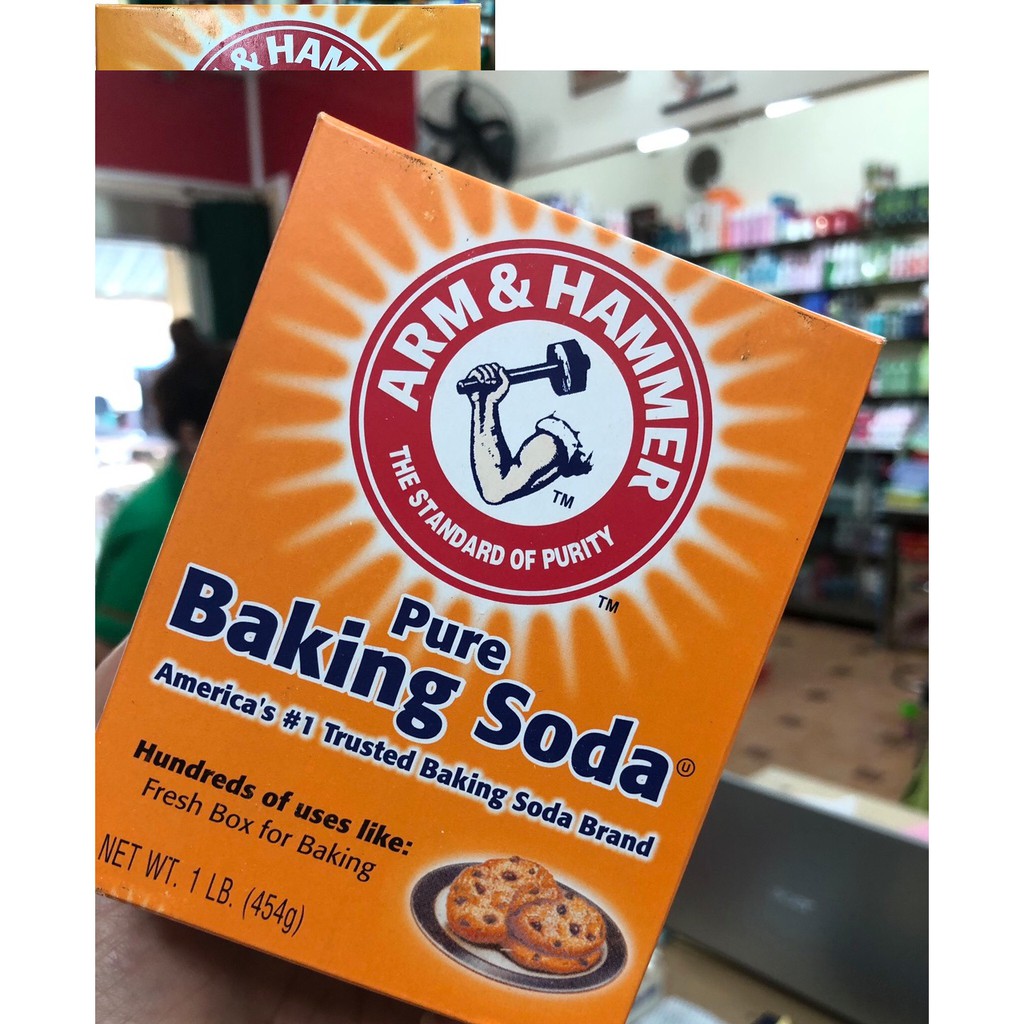 & HAM
ARM & HAMMER
THE STANDARD OF PURITY
TM
TM
Pure
Baking Soda
U
America's #1 Trusted Baking Soda Brand
Hundreds of uses like:
Fresh Box for Baking
NET WT. 1 LB. (454g)